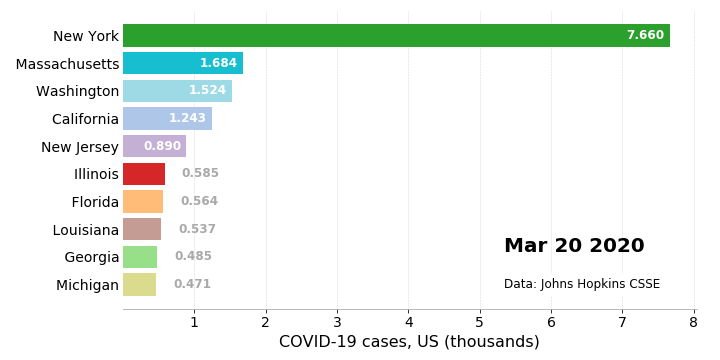 New York 7.660
Massachusetts 1.684
Washington 1.524
California 1.243
New Jersey 0.890
Illinois 0.585
Florida 0.564
Louisiana 0.537
Georgia 0.485
Michigan 0.471
Mar 20 2020
Data: Johns Hopkins CSSE
1 2 3 4 5 6 7 8
COVID-19 cases, US (thousands)